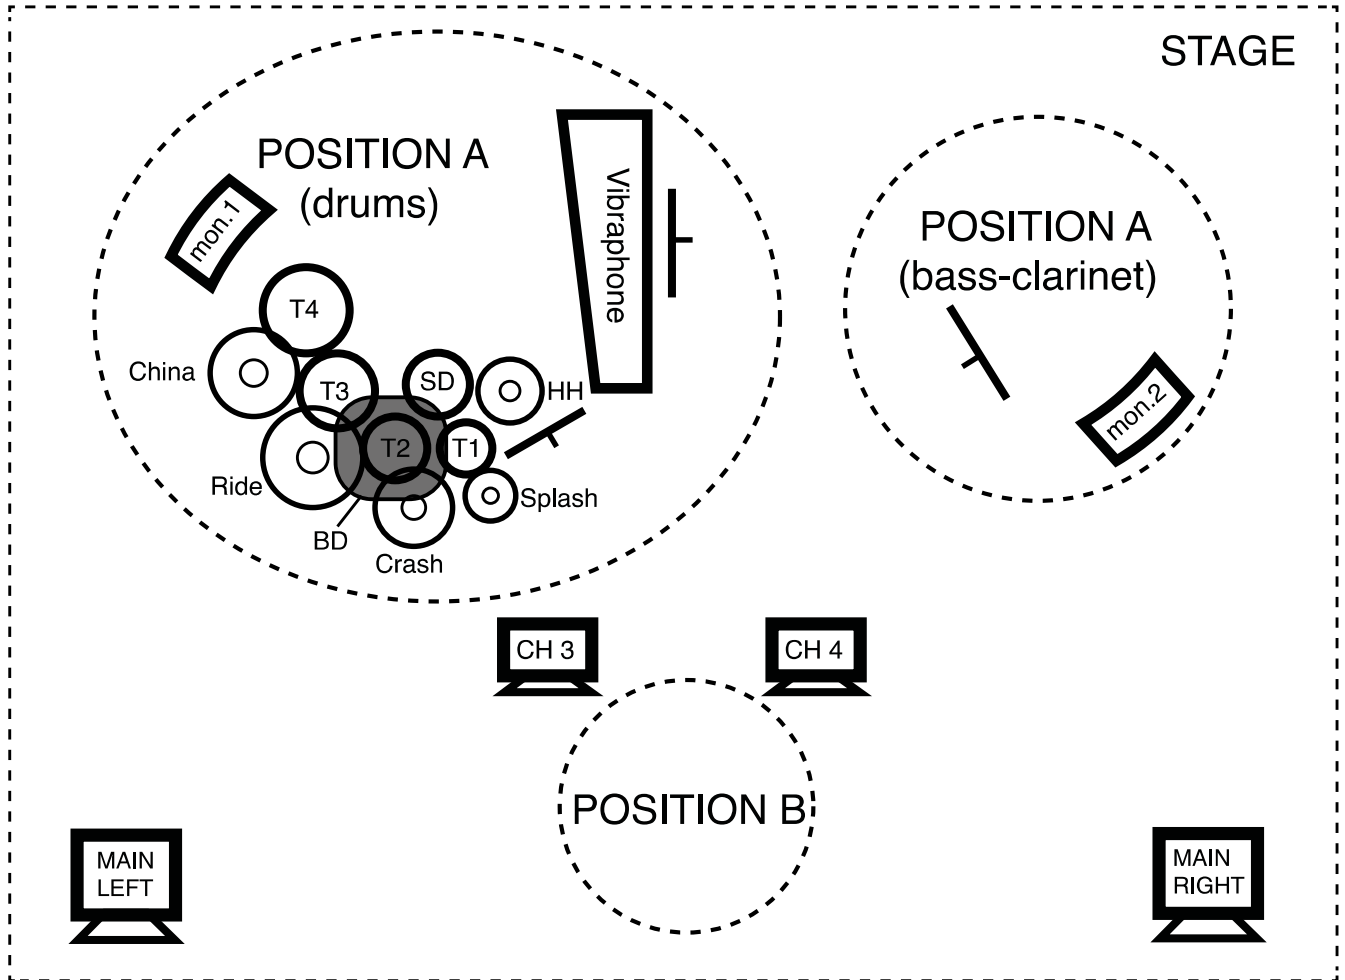 STAGE
POSITION A
(drums)
mon.1
Vibraphone
POSITION A
(bass-clarinet)
mon.2
T4
China
T3
SD
HH
T2
T1
Ride
Splash
BD
Crash
CH 3
CH 4
POSITION B
MAIN
LEFT
MAIN
RIGHT